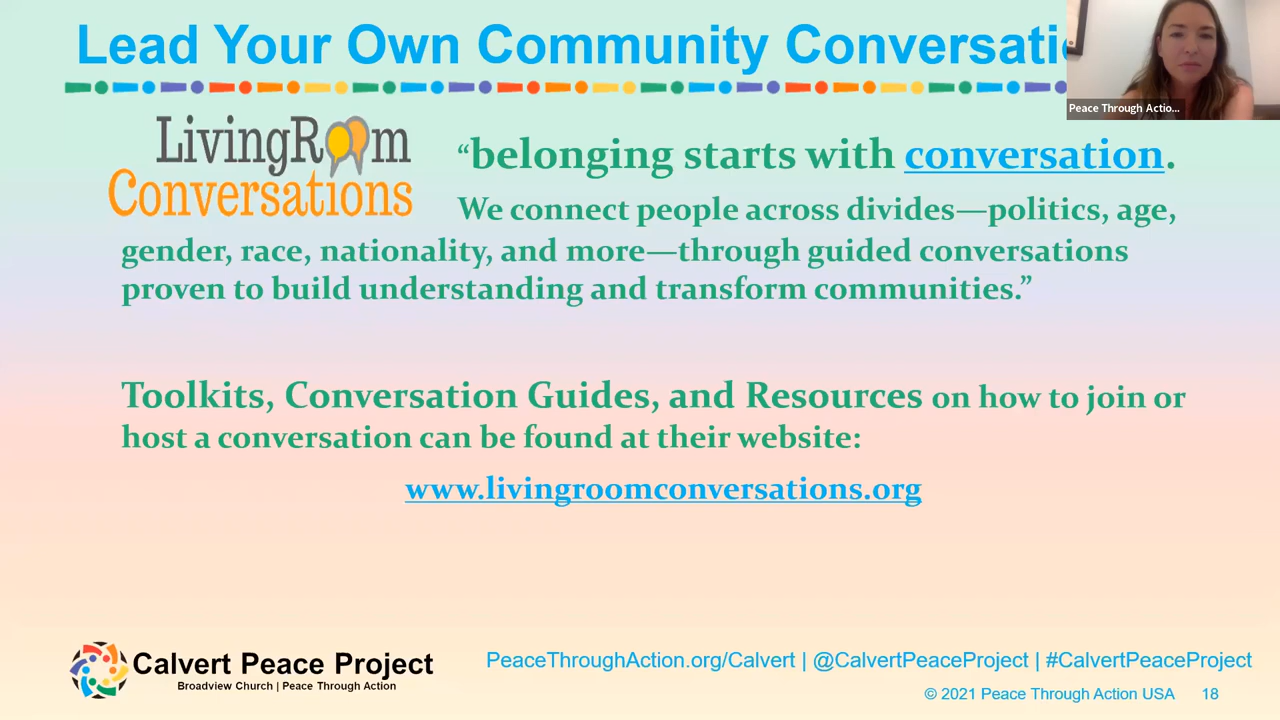 Lead Your Own Community Conversati
Peace Through Actio...
LivingRoom
Conversations
“belonging starts with conversation.
We connect people across divides—politics, age,
gender, race, nationality, and more—through guided conversations
proven to build understanding and transform communities.”
Toolkits, Conversation Guides, and Resources on how to join or
host a conversation can be found at their website:
www.livingroomconversations.org
Calvert Peace Project
Broadview Church | Peace Through Action
PeaceThroughAction.org/Calvert | @CalvertPeaceProject | #CalvertPeaceProject
© 2021 Peace Through Action USA 18